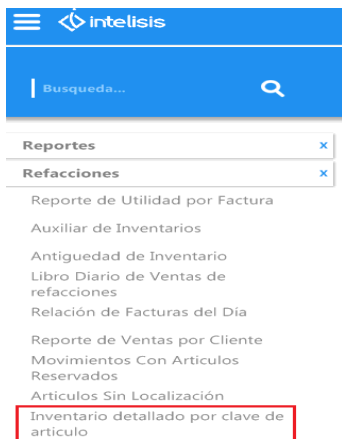 intelisis
Busqueda...
Reportes ×
Refacciones ×
Reporte de Utilidad por Factura
Auxiliar de Inventarios
Antiguedad de Inventario
Libro Diario de Ventas de
refacciones
Relación de Facturas del Día
Reporte de Ventas por Cliente
Movimientos Con Articulos
Reservados
Articulos Sin Localización
Inventario detallado por clave de
articulo